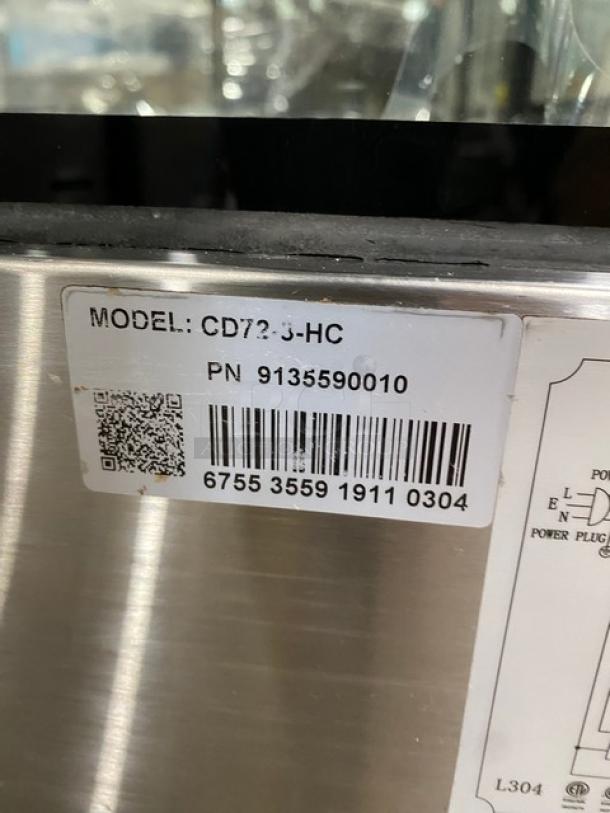 MODEL: CD72-3-HC
PN 9135590010
6755 3559 1911 0304
L
E
N
POWER PLUG
L304